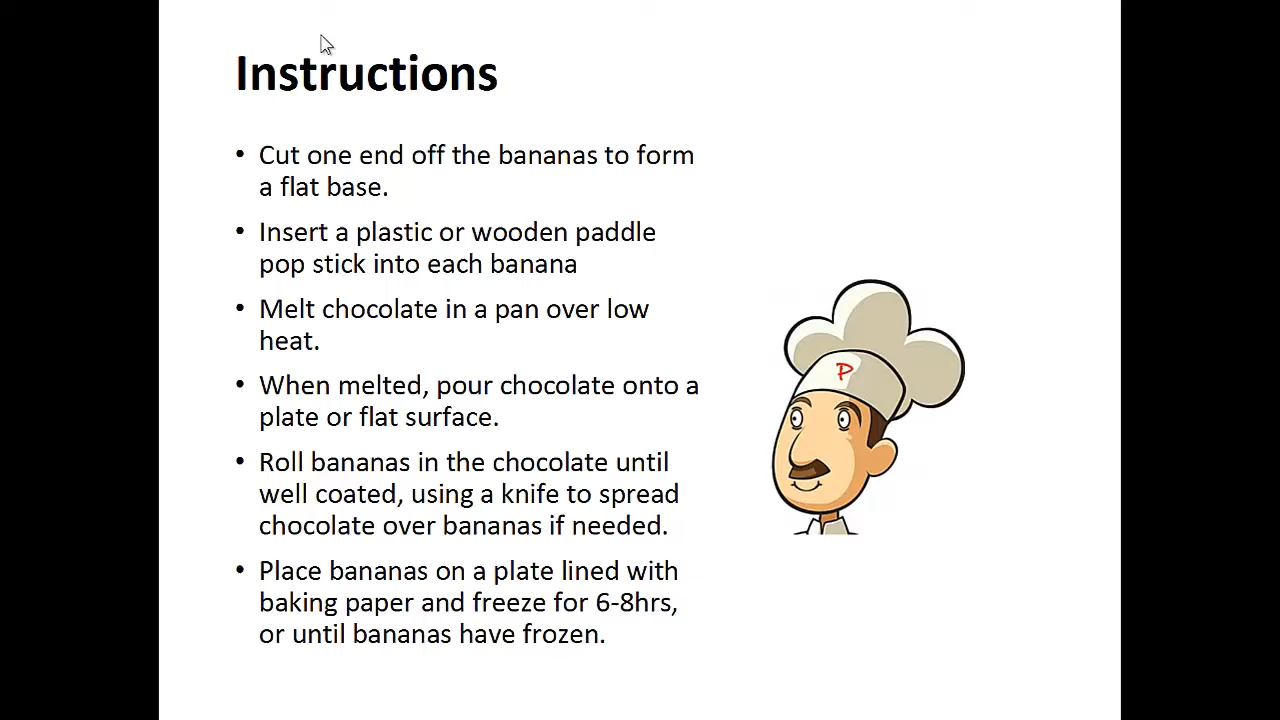 Instructions
• Cut one end off the bananas to form
a flat base.
• Insert a plastic or wooden paddle
pop stick into each banana
• Melt chocolate in a pan over low
heat.
• When melted, pour chocolate onto a
plate or flat surface.
• Roll bananas in the chocolate until
well coated, using a knife to spread
chocolate over bananas if needed.
• Place bananas on a plate lined with
baking paper and freeze for 6-8hrs,
or until bananas have frozen.
P